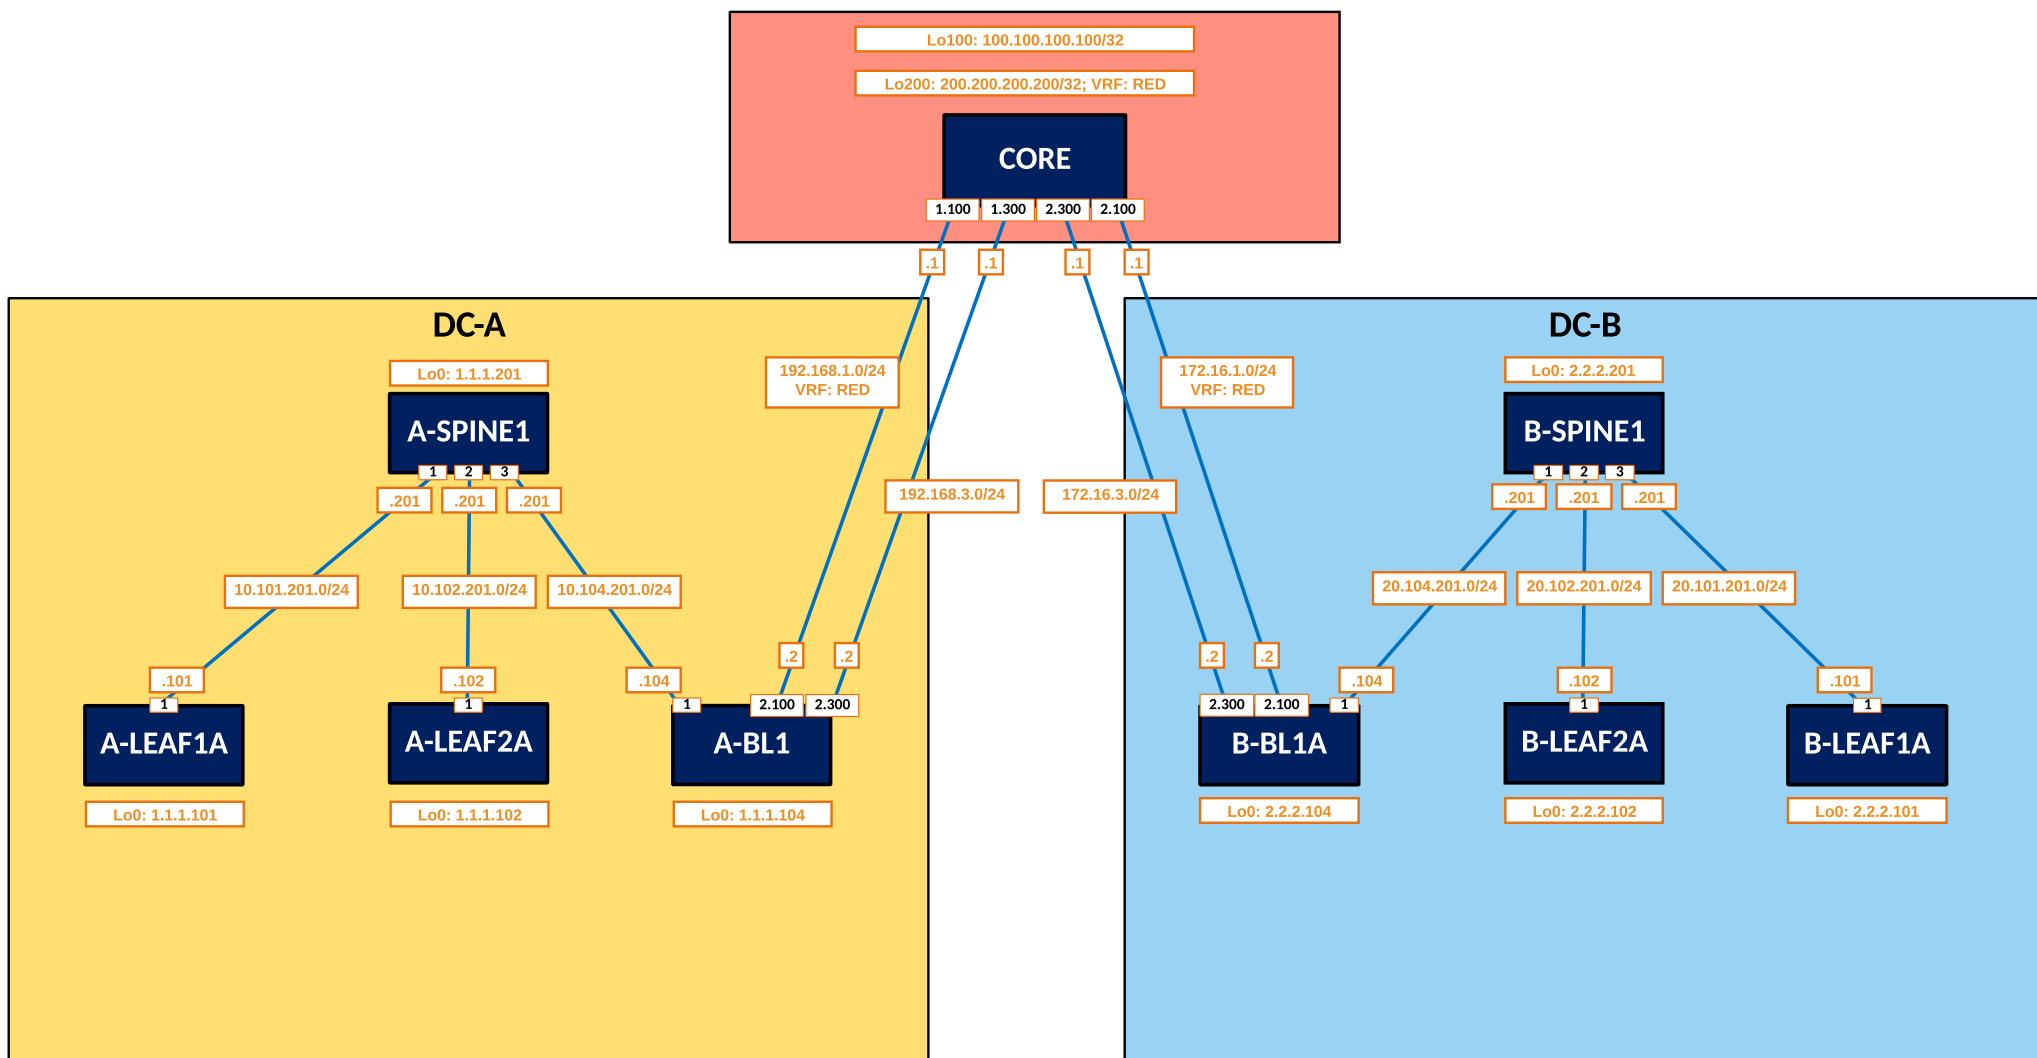 Lo100: 100.100.100.100/32
Lo200: 200.200.200.200/32; VRF: RED
CORE
1.100
1.300
2.300
2.100
.1
.1
.1
.1
DC-A
Lo0: 1.1.1.201
A-SPINE1
1
2
3
.201
.201
.201
10.101.201.0/24
10.102.201.0/24
10.104.201.0/24
192.168.1.0/24
VRF: RED
192.168.3.0/24
.101
.102
.104
.2
.2
1
1
1
2.100
2.300
A-LEAF1A
A-LEAF2A
A-BL1
Lo0: 1.1.1.101
Lo0: 1.1.1.102
Lo0: 1.1.1.104
DC-B
172.16.1.0/24
VRF: RED
172.16.3.0/24
Lo0: 2.2.2.201
B-SPINE1
1
2
3
.201
.201
.201
20.104.201.0/24
20.102.201.0/24
20.101.201.0/24
.2
.2
.104
.102
.101
2.300
2.100
1
1
1
B-BL1A
B-LEAF2A
B-LEAF1A
Lo0: 2.2.2.104
Lo0: 2.2.2.102
Lo0: 2.2.2.101